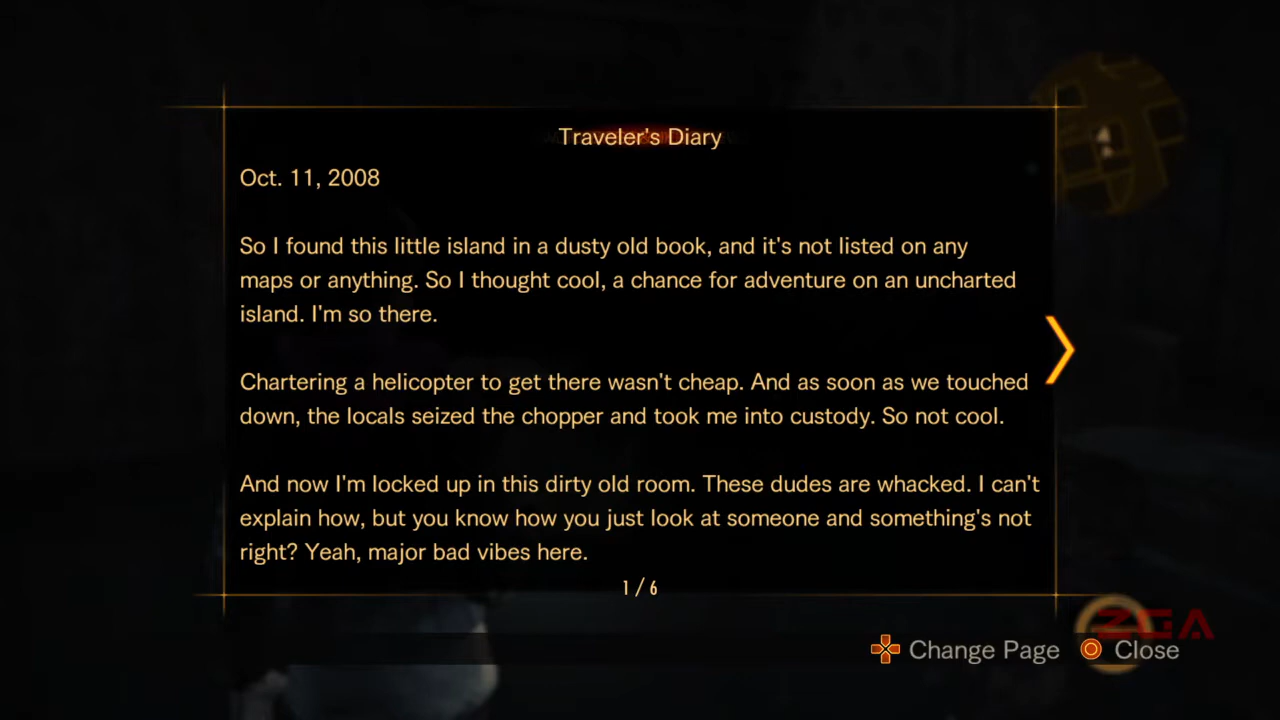 Traveler's Diary
Oct. 11, 2008
So I found this little island in a dusty old book, and it's not listed on any
maps or anything. So I thought cool, a chance for adventure on an uncharted
island. I'm so there.
Chartering a helicopter to get there wasn't cheap. And as soon as we touched
down, the locals seized the chopper and took me into custody. So not cool.
And now I'm locked up in this dirty old room. These dudes are whacked. I can't
explain how, but you know how you just look at someone and something's not
right? Yeah, major bad vibes here.
1 / 6
ZGA
Change Page
Close